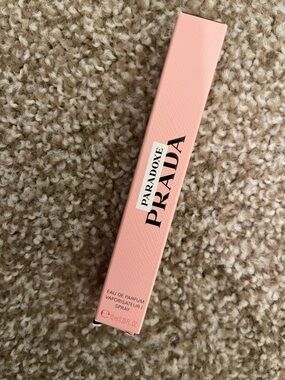 PARADOXE
PRADA
EAU DE PARFUM
VAPORISATEUR /
SPRAY